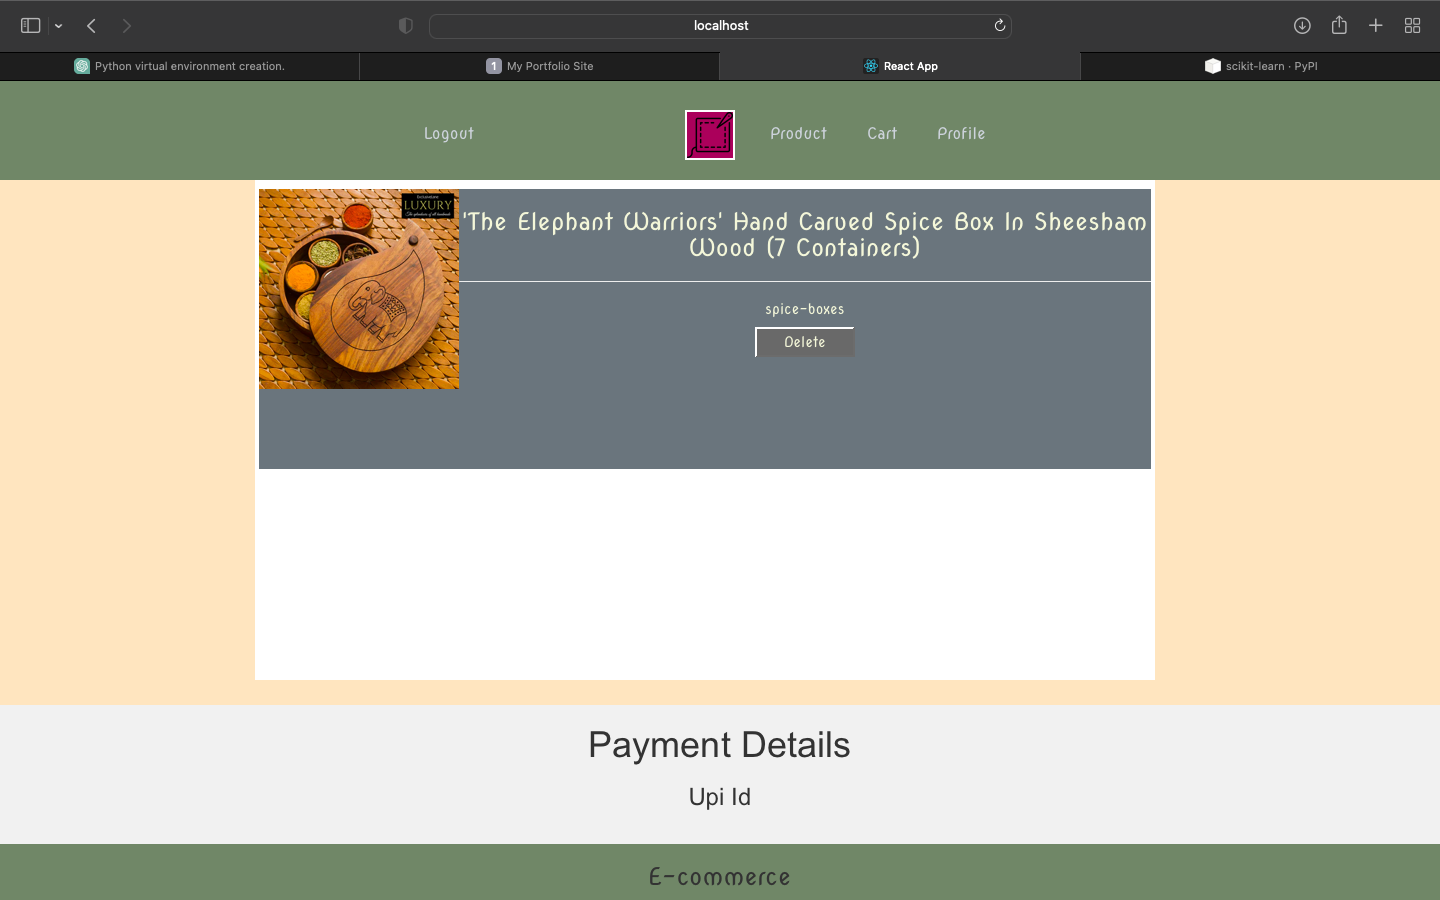 localhost
Python virtual environment creation.
1 My Portfolio Site
React App
scikit-learn · PyPI
Logout
Product
Cart
Profile
LUXURY
'The Elephant Warriors' Hand Carved Spice Box In Sheesham
Wood (7 Containers)
spice-boxes
Delete
Payment Details
Upi Id
E-commerce